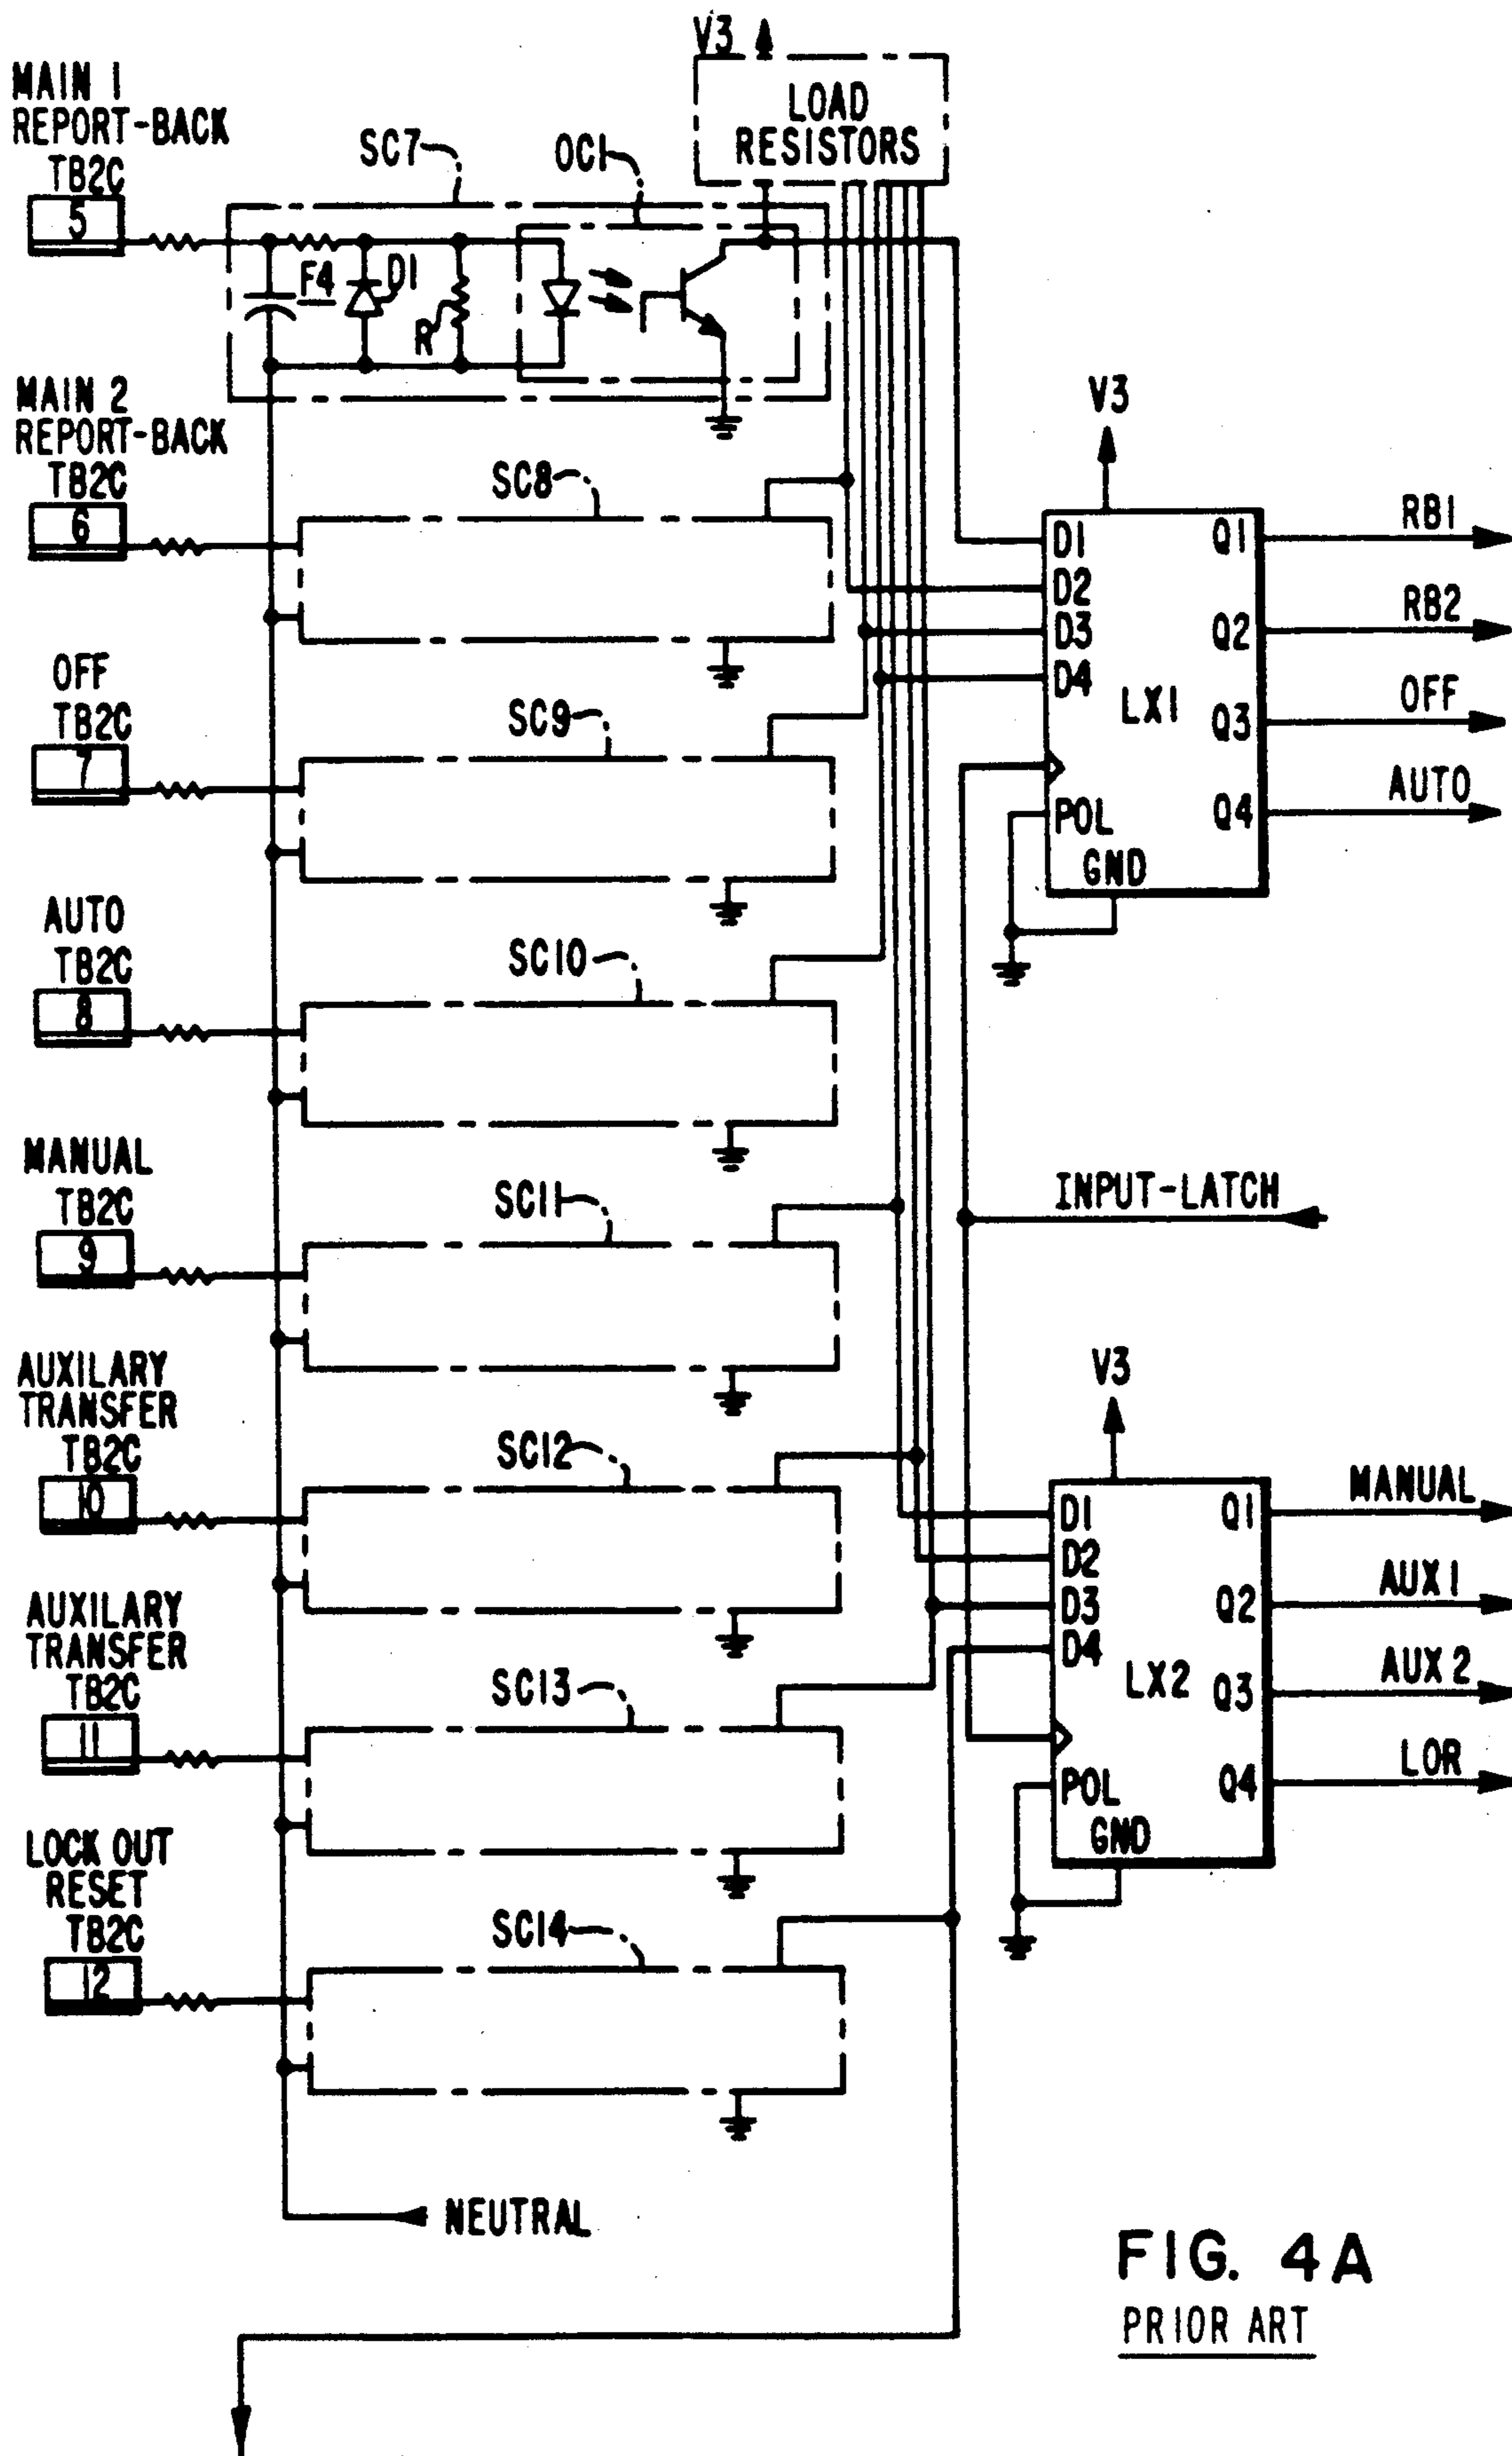 V3
LOAD
RESISTORS
MAIN 1
REPORT-BACK
TB2C
5
SC7
OC1
F4
D1
R
MAIN 2
REPORT-BACK
TB2C
6
SC8
V3
D1
D2
D3
D4
LX1
POL
GND
Q1
Q2
Q3
Q4
RB1
RB2
OFF
AUTO
OFF
TB2C
7
SC9
AUTO
TB2C
8
SC10
MANUAL
TB2C
9
SC11
INPUT-LATCH
AUXILARY
TRANSFER
TB2C
10
SC12
V3
D1
D2
D3
D4
LX2
POL
GND
Q1
Q2
Q3
Q4
MANUAL
AUX1
AUX2
LOR
AUXILARY
TRANSFER
TB2C
11
SC13
LOCK OUT
RESET
TB2C
12
SC14
NEUTRAL
FIG. 4A
PRIOR ART